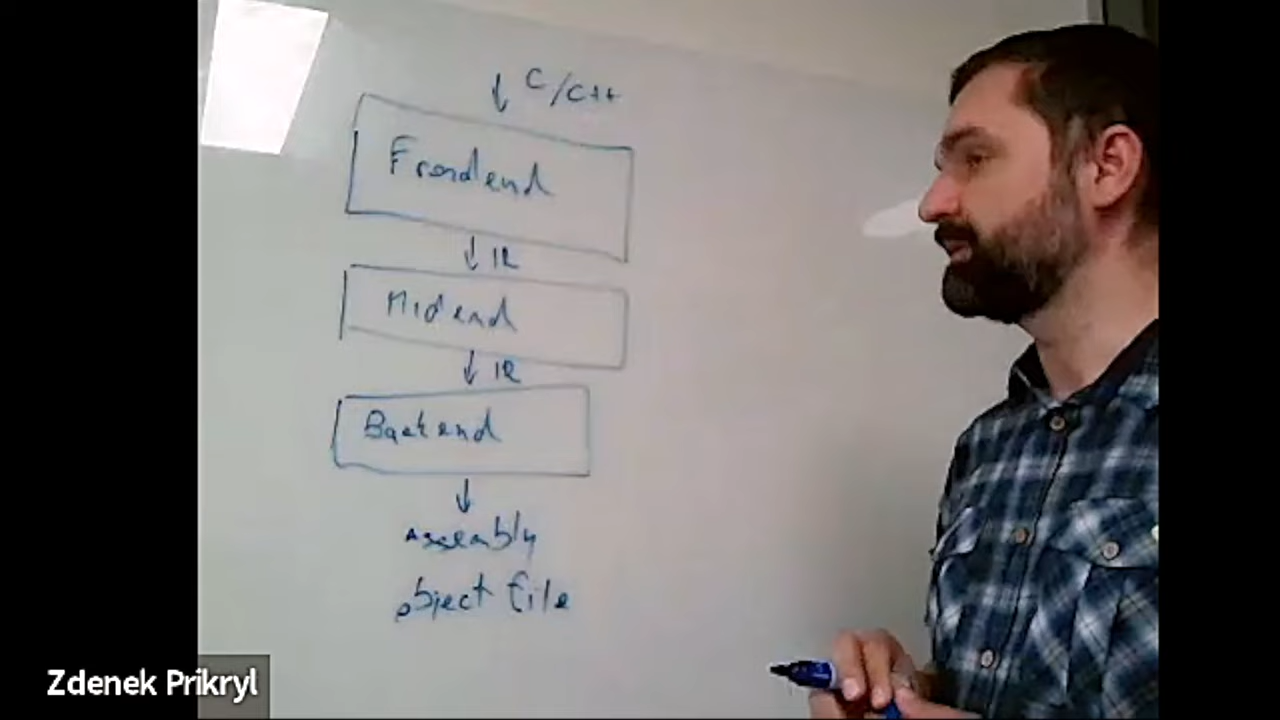 C/C++
Frondend
IR
Midend
IR
Backend
Assembly
object file
Zdenek Prikryl